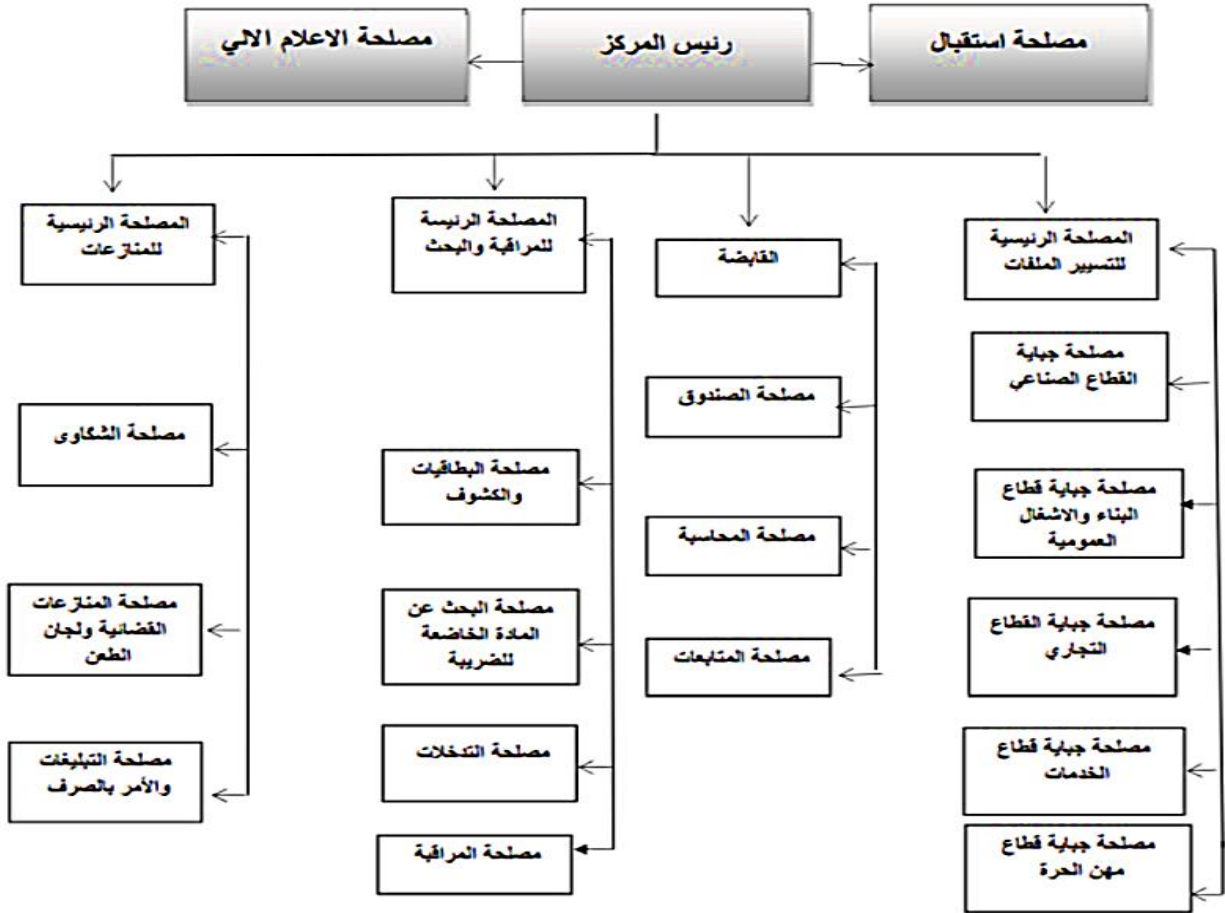 مصلحة استقبال
رئيس المركز
مصلحة الاعلام الالي
المصلحة الرئيسية
للتسيير الملفات
مصلحة جباية
القطاع الصناعي
مصلحة جباية قطاع
البناء والاشغال
العمومية
مصلحة جباية القطاع
التجاري
مصلحة جباية قطاع
الخدمات
مصلحة جباية قطاع
مهن الحرة
القابضة
مصلحة الصندوق
مصلحة المحاسبة
مصلحة المتابعات
المصلحة الرئيسة
للمراقبة والبحث
مصلحة البطاقيات
والكشوف
مصلحة البحث عن
المادة الخاضعة
للضريبة
مصلحة التدخلات
مصلحة المراقبة
المصلحة الرئيسية
للمنازعات
مصلحة الشكاوى
مصلحة المنازعات
القضائية ولجان
الطعن
مصلحة التبليغات
والأمر بالصرف